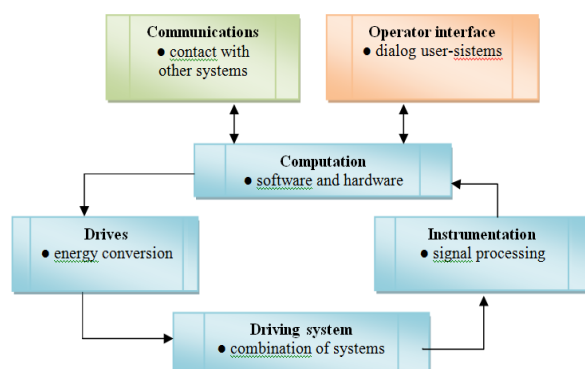 Communications
● contact with
other systems
Operator interface
● dialog user-sistems
Computation
● software and hardware
Drives
● energy conversion
Instrumentation
● signal processing
Driving system
● combination of systems